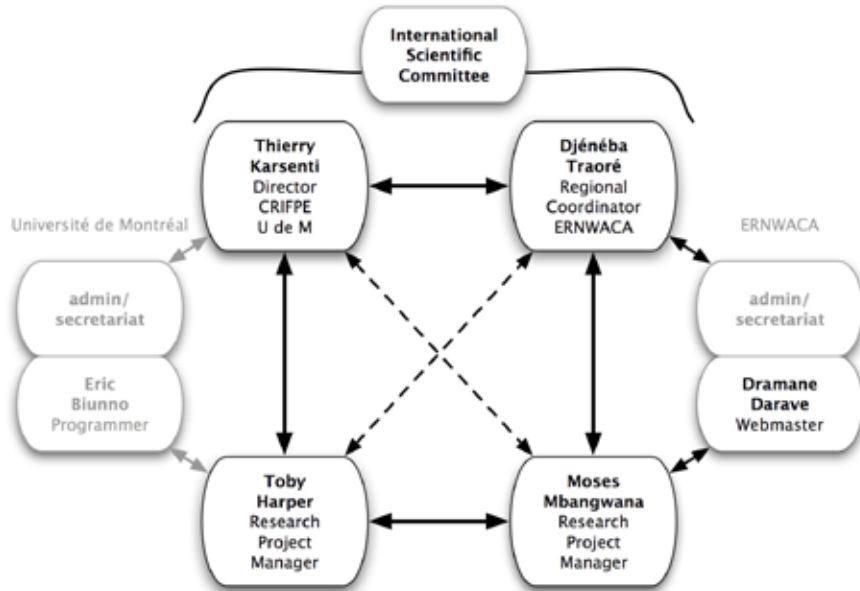 International
Scientific
Committee
Thierry
Karsenti
Director
CRIFPE
U de M
Djénéba
Traoré
Regional
Coordinator
ERNWACA
Université de Montréal
ERNWACA
admin/
secretariat
admin/
secretariat
Eric
Biunno
Programmer
Dramane
Darave
Webmaster
Toby
Harper
Research
Project
Manager
Moses
Mbangwana
Research
Project
Manager